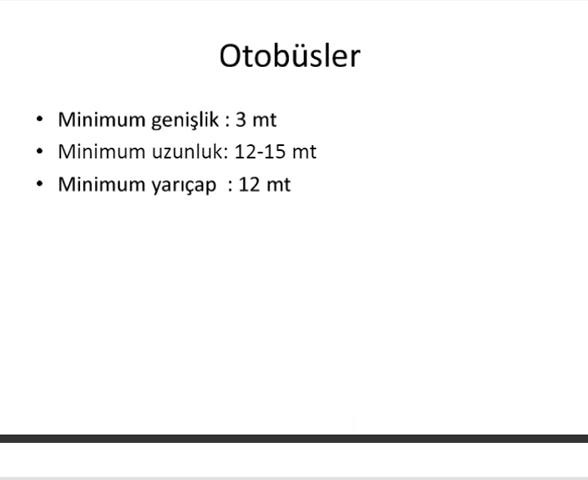 Otobüsler
• Minimum genişlik : 3 mt
• Minimum uzunluk: 12-15 mt
• Minimum yarıçap : 12 mt